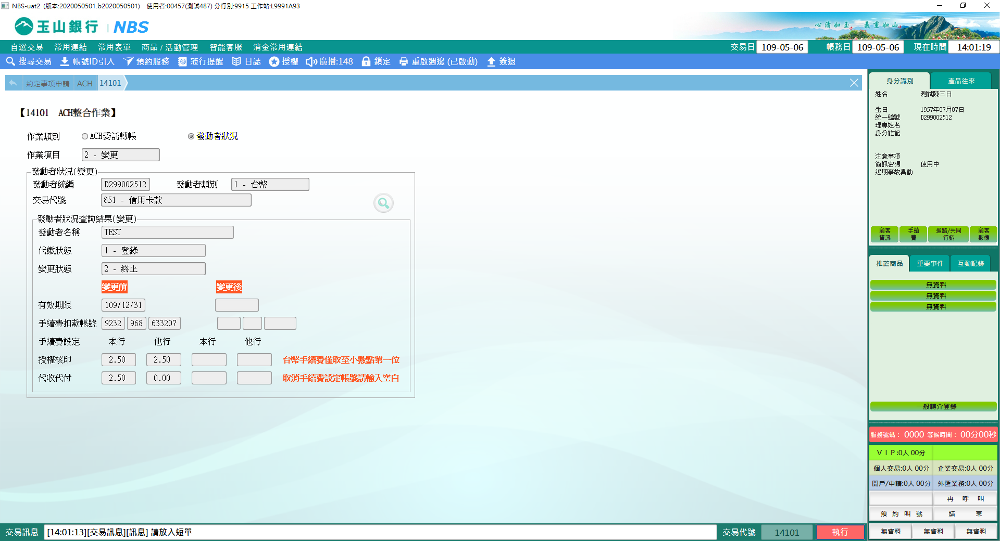 NBS-uat2 (版本:2020050501.b2020050501) 使用者:00457(測試487) 分行別:9915 工作站:L9991A93
玉山銀行 | NBS
心清如玉 義重如山
自選交易 常用連結 常用表單 商品 / 活動管理 智能客服 消金常用連結 交易日 109-05-06 帳務日 109-05-06 現在時間 14:01:19
搜尋交易 帳號ID引入 預約服務 蒞行提醒 日誌 授權 廣播:148 鎖定 重啟週邊 (已啟動) 簽退
約定事項申請 ACH 14101
【14101 ACH整合作業】
作業類別 ACH委託轉帳 發動者狀況
作業項目 2 - 變更
發動者狀況(變更)
發動者統編 D299002512 發動者類別 1 - 台幣
交易代號 851 - 信用卡款
發動者狀況查詢結果(變更)
發動者名稱 TEST
代繳狀態 1 - 登錄
變更狀態 2 - 終止
變更前 變更後
有效期限 109/12/31
手續費扣款帳號 9232 968 633207
手續費設定 本行 他行 本行 他行
授權核印 2.50 2.50 台幣手續費僅取至小數點第一位
代收代付 2.50 0.00 取消手續費設定帳號請輸入空白
身分識別 產品往來
姓名 測試陳三日
生日 1957年07月07日
統一編號 D299002512
理專姓名
身分註記
注意事項
簡訊密碼 使用中
近期事故異動
顧客資訊 手續費 通路/共同行銷 顧客影像
推薦商品 重要事件 互動記錄
無資料
無資料
無資料
一般轉介登錄
服務號碼： 0000 等候時間： 00分00秒
ＶＩＰ:0人 00分
個人交易:0人 00分 企業交易:0人 00分
開戶/申請:0人 00分 外匯業務:0人 00分
再 呼 叫
預 約 叫 號 結 束
無資料 無資料 無資料
交易訊息 [14:01:13][交易訊息][訊息] 請放入短單 交易代號 14101 執行